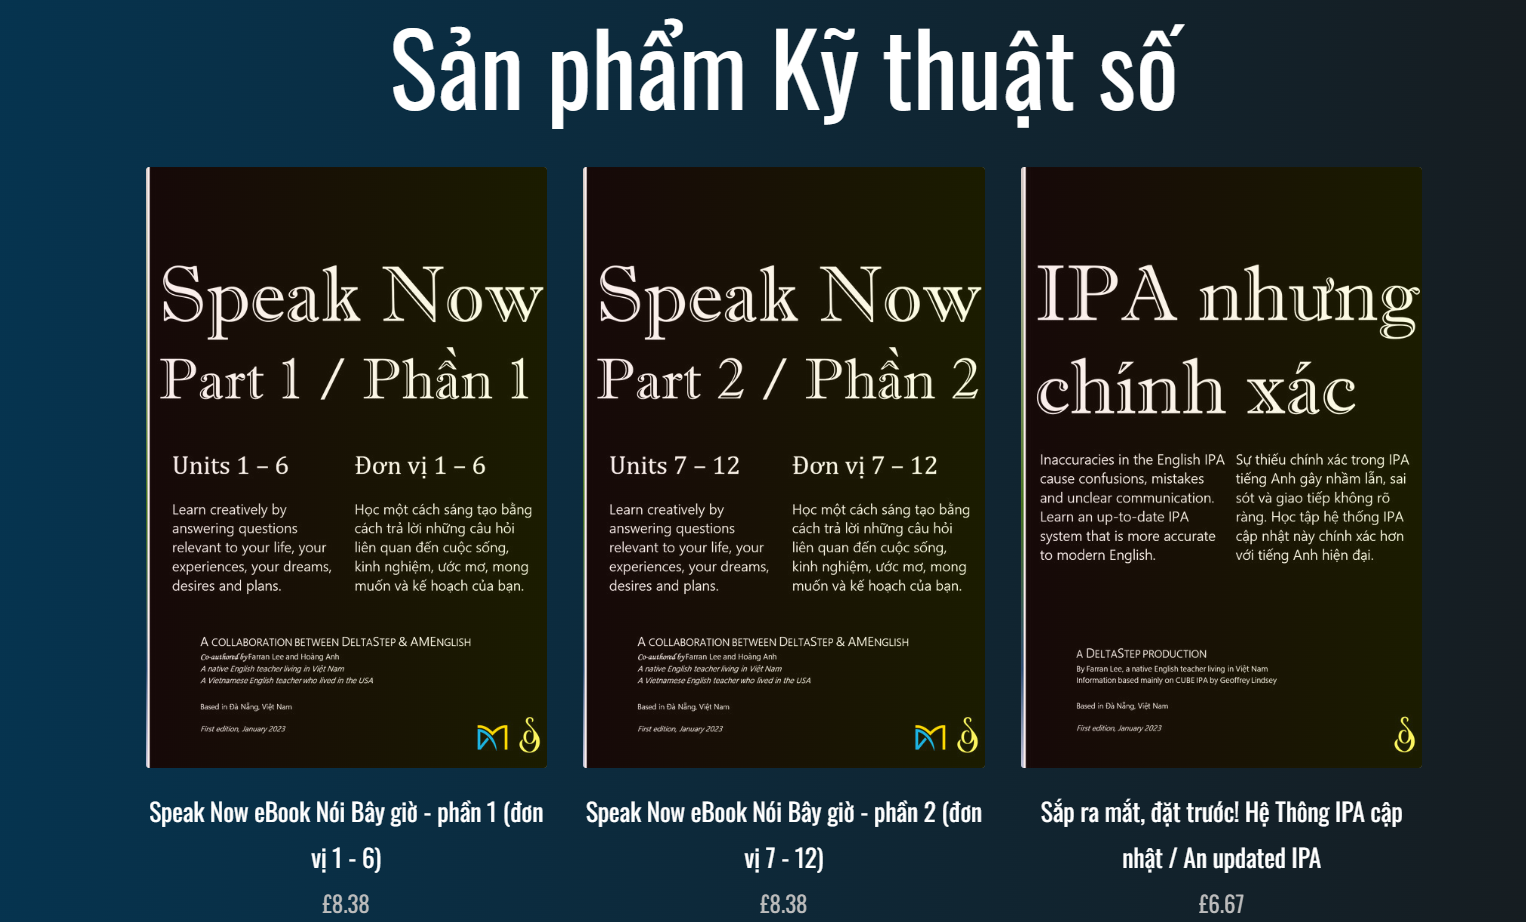 Sản phẩm Kỹ thuật số
Speak Now
Part 1 / Phần 1
Units 1 – 6
Learn creatively by
answering questions
relevant to your life, your
experiences, your dreams,
desires and plans.
Đơn vị 1 – 6
Học một cách sáng tạo bằng
cách trả lời những câu hỏi
liên quan đến cuộc sống,
kinh nghiệm, ước mơ, mong
muốn và kế hoạch của bạn.
A COLLABORATION BETWEEN DELTASTEP & AMENGLISH
Co-authored by Farran Lee and Hoàng Anh
A native English teacher living in Việt Nam
A Vietnamese English teacher who lived in the USA
Based in Đà Nẵng, Việt Nam
First edition, January 2023
Speak Now eBook Nói Bây giờ - phần 1 (đơn
vị 1 - 6)
£8.38
Speak Now
Part 2 / Phần 2
Units 7 – 12
Learn creatively by
answering questions
relevant to your life, your
experiences, your dreams,
desires and plans.
Đơn vị 7 – 12
Học một cách sáng tạo bằng
cách trả lời những câu hỏi
liên quan đến cuộc sống,
kinh nghiệm, ước mơ, mong
muốn và kế hoạch của bạn.
A COLLABORATION BETWEEN DELTASTEP & AMENGLISH
Co-authored by Farran Lee and Hoàng Anh
A native English teacher living in Việt Nam
A Vietnamese English teacher who lived in the USA
Based in Đà Nẵng, Việt Nam
First edition, January 2023
Speak Now eBook Nói Bây giờ - phần 2 (đơn
vị 7 - 12)
£8.38
IPA nhưng
chính xác
Inaccuracies in the English IPA
cause confusions, mistakes
and unclear communication.
Learn an up-to-date IPA
system that is more accurate
to modern English.
Sự thiếu chính xác trong IPA
tiếng Anh gây nhầm lẫn, sai
sót và giao tiếp không rõ
ràng. Học tập hệ thống IPA
cập nhật này chính xác hơn
với tiếng Anh hiện đại.
A DELTASTEP PRODUCTION
By Farran Lee, a native English teacher living in Việt Nam
Information based mainly on CUBE IPA by Geoffrey Lindsey
Based in Đà Nẵng, Việt Nam
First edition, January 2023
Sắp ra mắt, đặt trước! Hệ Thông IPA cập
nhật / An updated IPA
£6.67